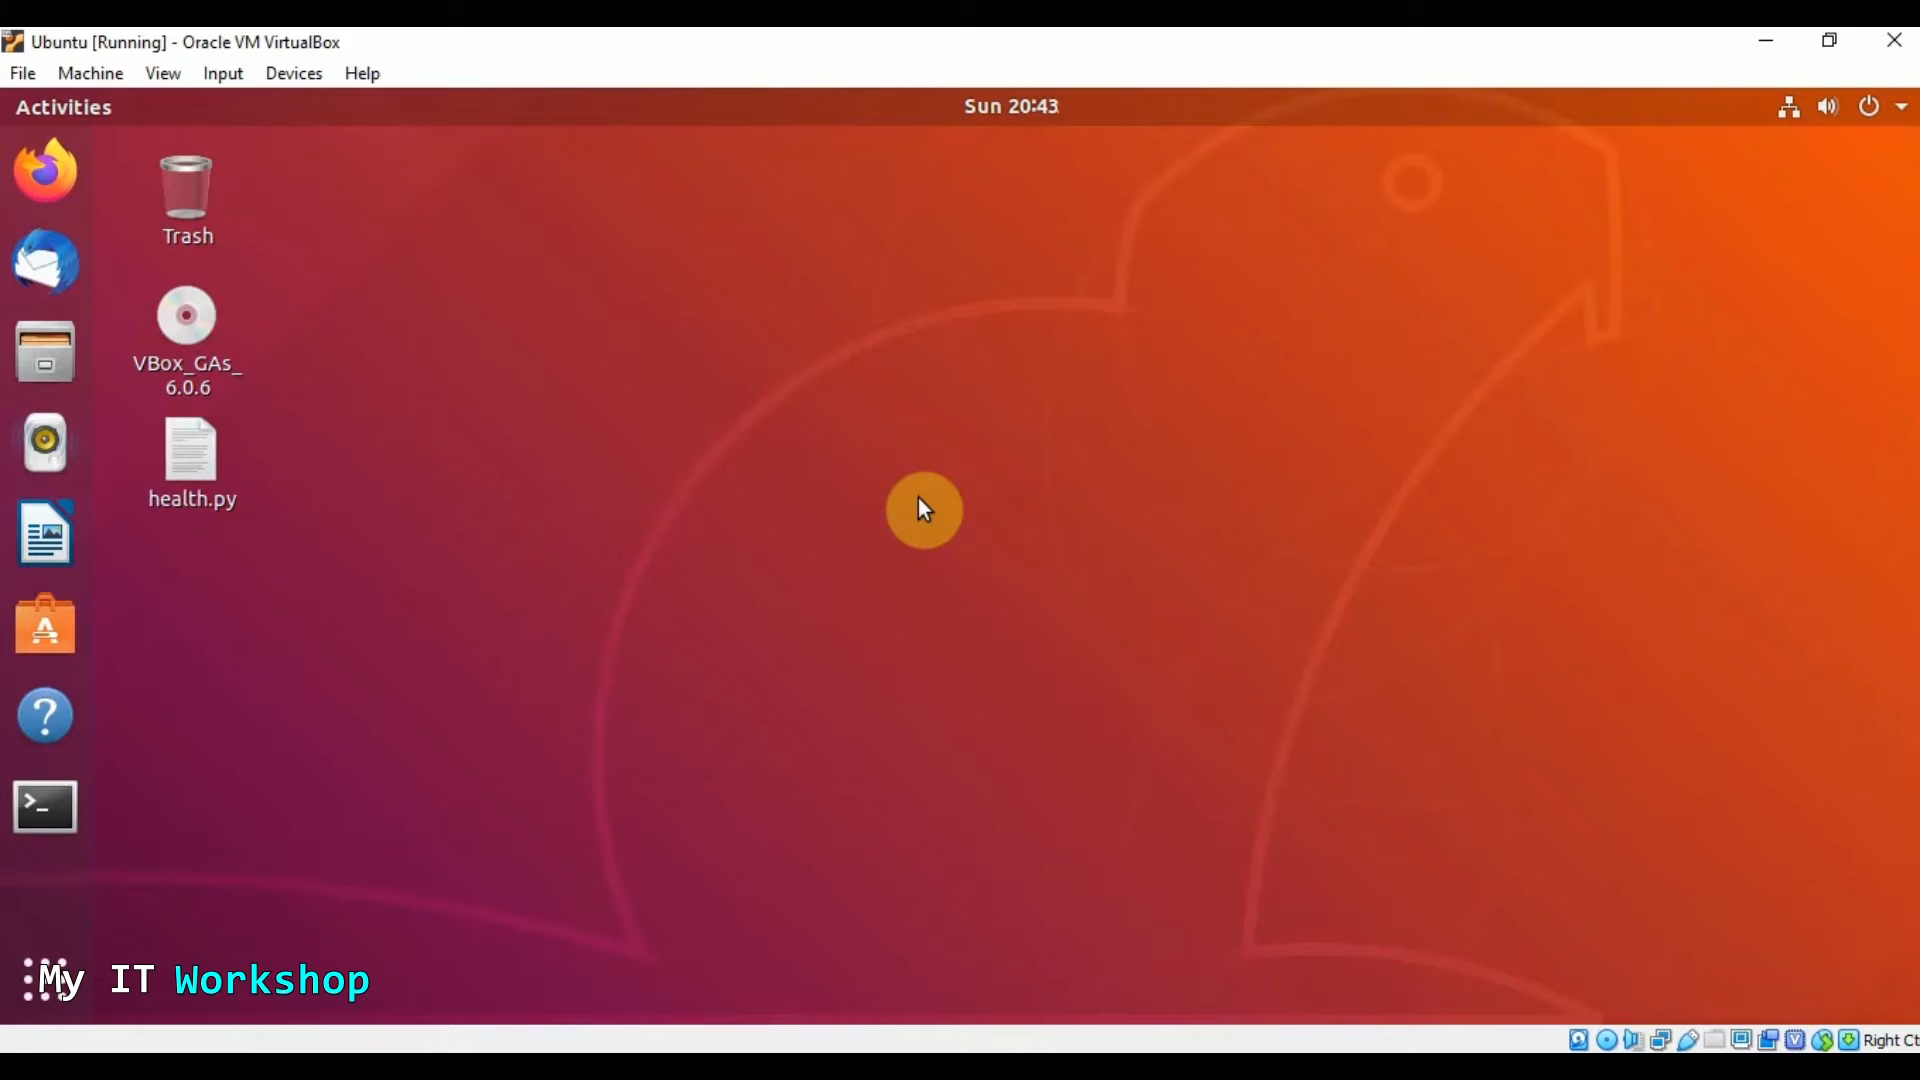 Ubuntu [Running] - Oracle VM VirtualBox
File Machine View Input Devices Help
Activities
Sun 20:43
Trash
VBox_GAs_
6.0.6
health.py
My IT Workshop
Right Ct